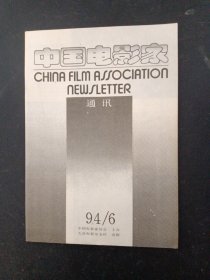 中国电影家
CHINA FILM ASSOCIATION
NEWSLETTER
通讯
94/6